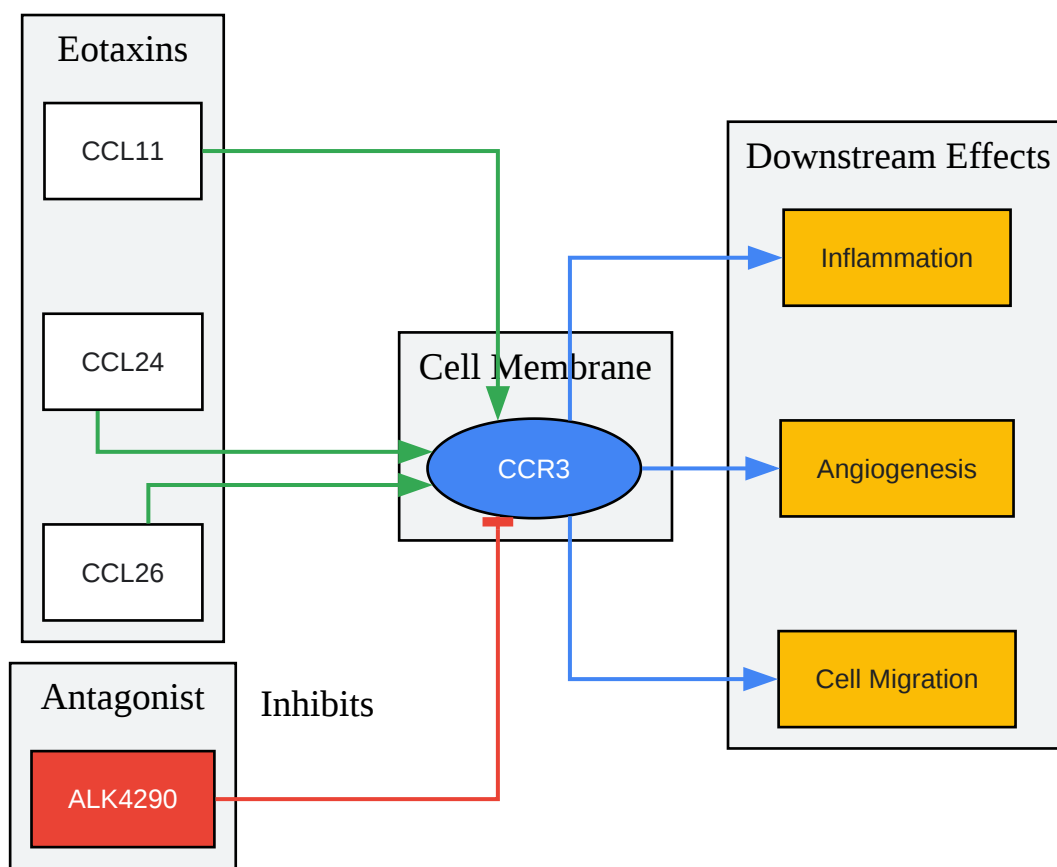 Eotaxins
CCL11
CCL24
CCL26
Antagonist
ALK4290
Inhibits
Cell Membrane
CCR3
Downstream Effects
Inflammation
Angiogenesis
Cell Migration